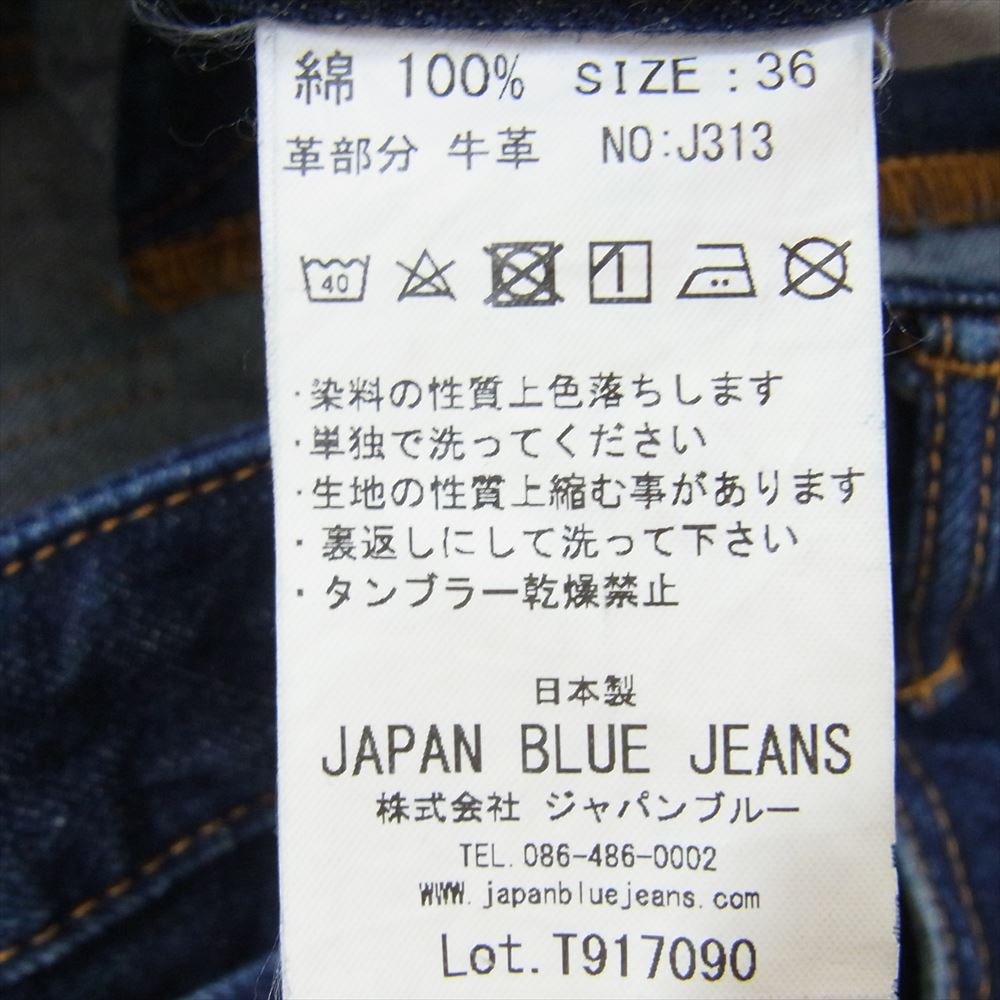 綿 100% SIZE : 36
革部分 牛革 NO:J313
40
・染料の性質上色落ちします
・単独で洗ってください
・生地の性質上縮む事があります
・裏返しにして洗って下さい
・タンブラー乾燥禁止
日本製
JAPAN BLUE JEANS
株式会社 ジャパンブルー
TEL.086-486-0002
www.japanbluejeans.com
Lot.T917090